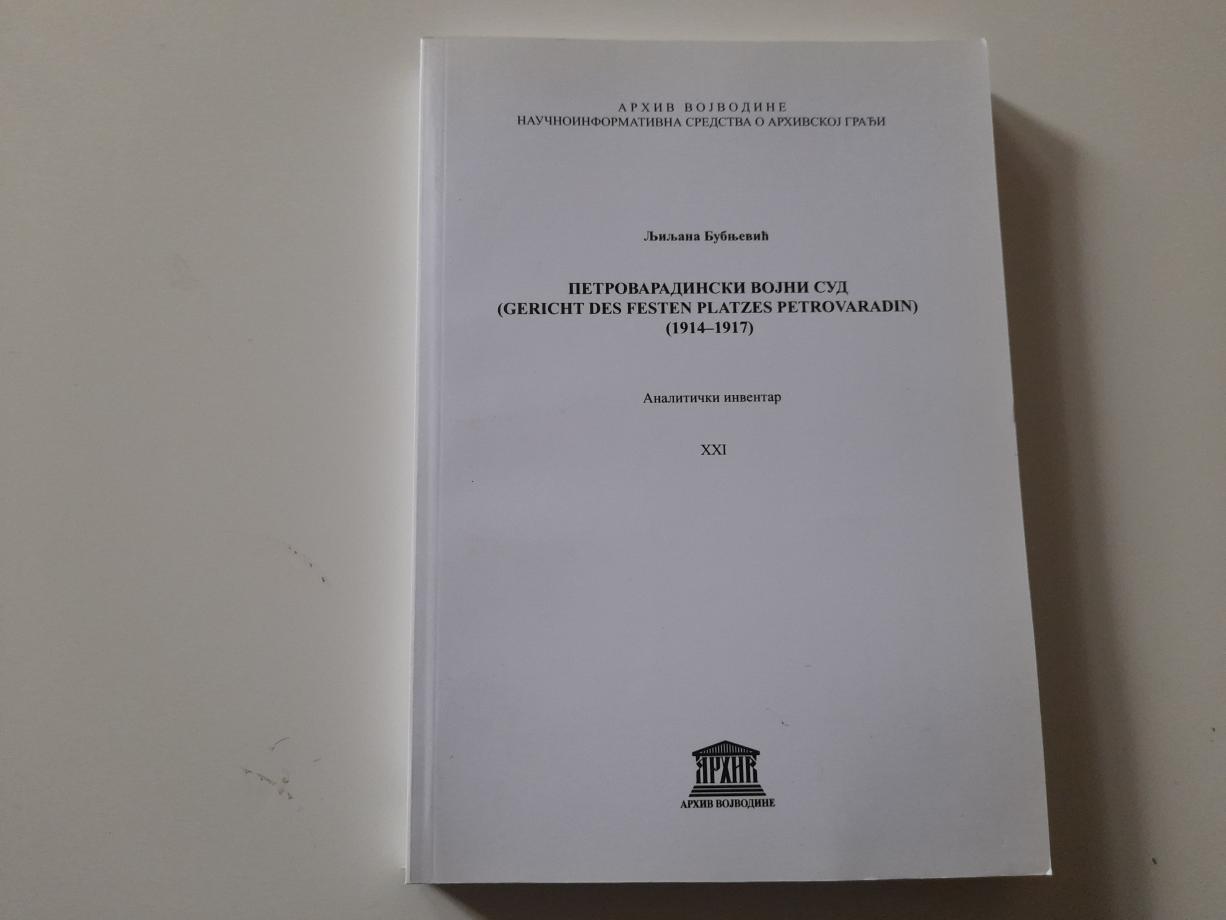 АРХИВ ВОЈВОДИНЕ
НАУЧНОИНФОРМАТИВНА СРЕДСТВА О АРХИВСКОЈ ГРАЂИ
Љиљана Бубњевић
ПЕТРОВАРАДИНСКИ ВОЈНИ СУД
(GERICHT DES FESTEN PLATZES PETROVARADIN)
(1914–1917)
Аналитички инвентар
XXI
АРХИВ
АРХИВ ВОЈВОДИНЕ